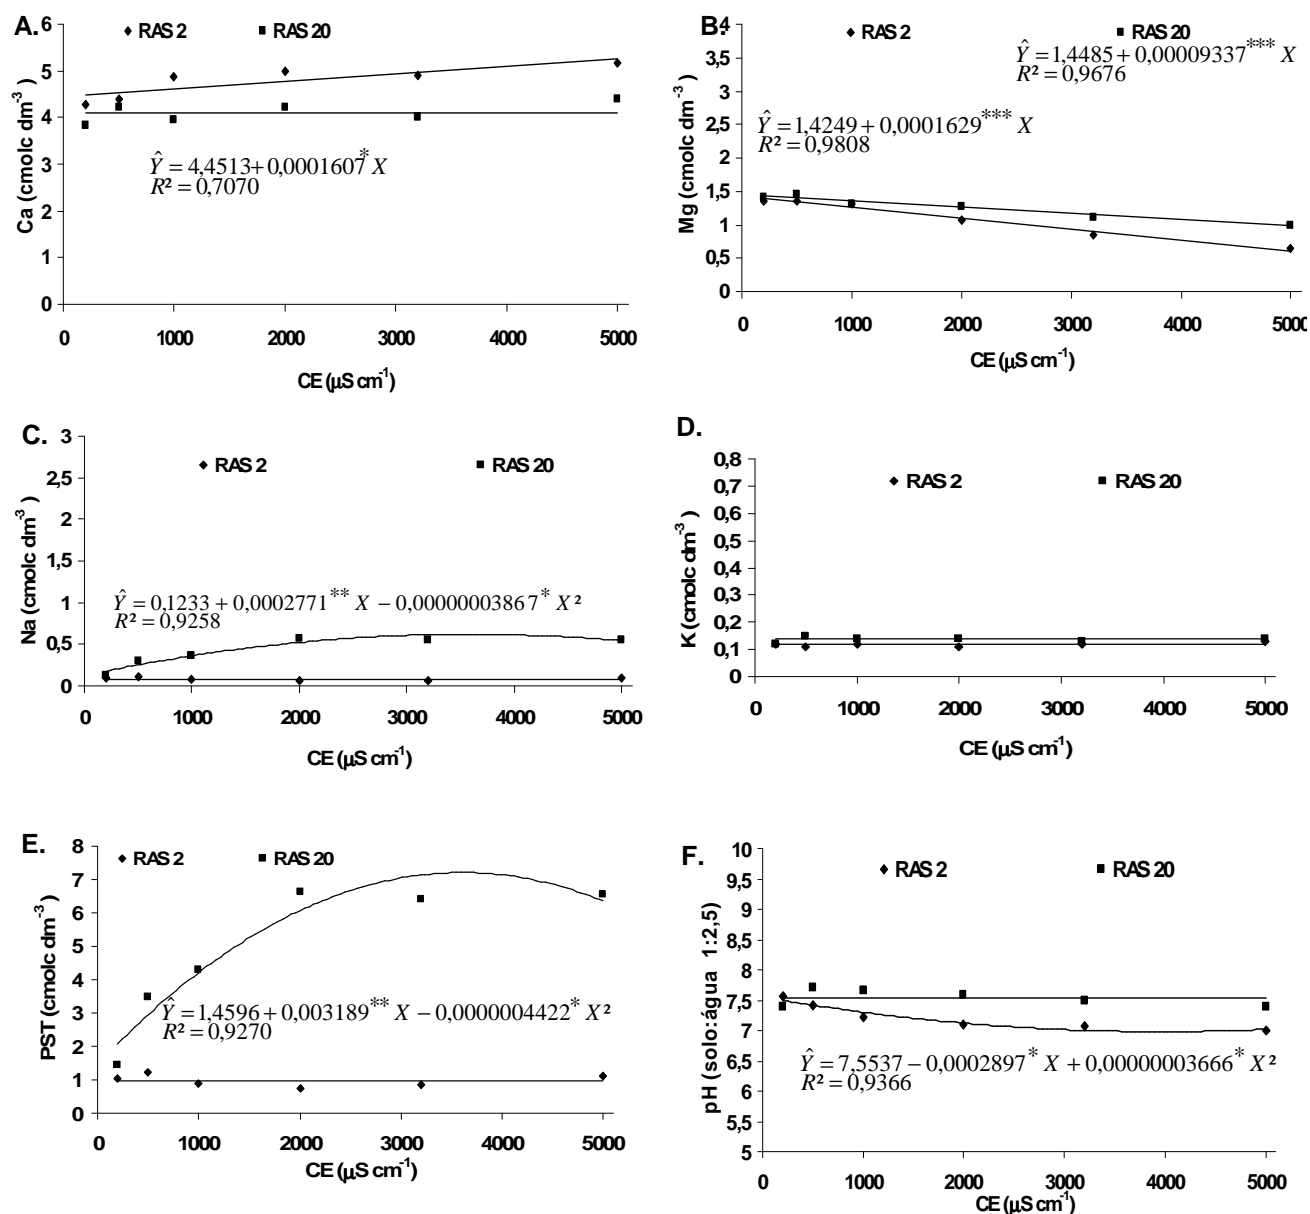 A.
RAS 2 RAS 20
6
5
4
3
2
1
0
Ca (cmolc dm⁻³)
Ŷ = 4,4513+0,0001607* X
R² = 0,7070
0 1000 2000 3000 4000 5000
CE (µS cm⁻¹)
B.
RAS 2 RAS 20
4
3,5
3
2,5
2
1,5
1
0,5
0
Mg (cmolc dm⁻³)
Ŷ = 1,4485+0,00009337*** X
R² = 0,9676
Ŷ = 1,4249+0,0001629*** X
R² = 0,9808
0 1000 2000 3000 4000 5000
CE (µS cm⁻¹)
C.
RAS 2 RAS 20
3
2,5
2
1,5
1
0,5
0
Na (cmolc dm⁻³)
Ŷ = 0,1233 + 0,0002771** X − 0,00000003867* X²
R² = 0,9258
0 1000 2000 3000 4000 5000
CE (µS cm⁻¹)
D.
RAS 2 RAS 20
0,8
0,7
0,6
0,5
0,4
0,3
0,2
0,1
0
K (cmolc dm⁻³)
0 1000 2000 3000 4000 5000
CE (µS cm⁻¹)
E.
RAS 2 RAS 20
8
7
6
5
4
3
2
1
0
PST (cmolc dm⁻³)
Ŷ = 1,4596 + 0,003189** X − 0,0000004422* X²
R² = 0,9270
0 1000 2000 3000 4000 5000
CE (µS cm⁻¹)
F.
RAS 2 RAS 20
10
9,5
9
8,5
8
7,5
7
6,5
6
5,5
5
pH (solo:água 1:2,5)
Ŷ = 7,5537 − 0,0002897* X + 0,00000003666* X²
R² = 0,9366
0 1000 2000 3000 4000 5000
CE (µS cm⁻¹)